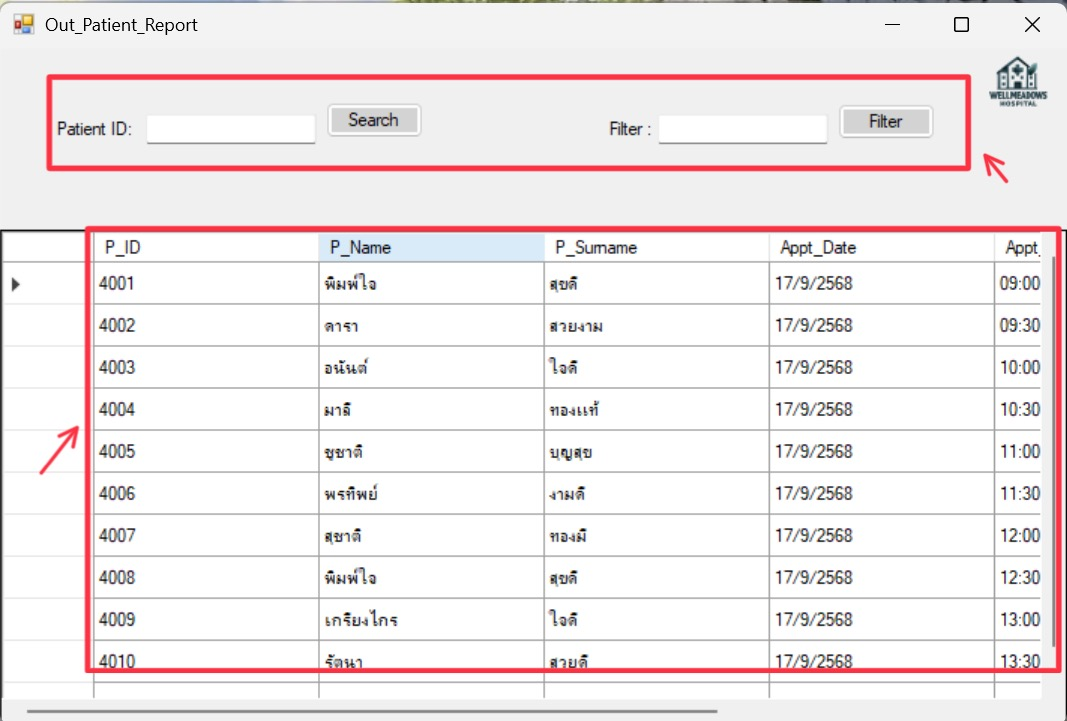 Out_Patient_Report
WELLMEADOWS
HOSPITAL
Patient ID: Search Filter : Filter
P_ID P_Name P_Surname Appt_Date Appt_
4001 พิมพ์ใจ สุขดี 17/9/2568 09:00
4002 ดารา สวยงาม 17/9/2568 09:30
4003 อนันต์ ใจดี 17/9/2568 10:00
4004 มาลี ทองแท้ 17/9/2568 10:30
4005 ชูชาติ บุญสุข 17/9/2568 11:00
4006 พรทิพย์ งามดี 17/9/2568 11:30
4007 สุชาติ ทองมี 17/9/2568 12:00
4008 พิมพ์ใจ สุขดี 17/9/2568 12:30
4009 เกรียงไกร ใจดี 17/9/2568 13:00
4010 รัตนา สวยดี 17/9/2568 13:30